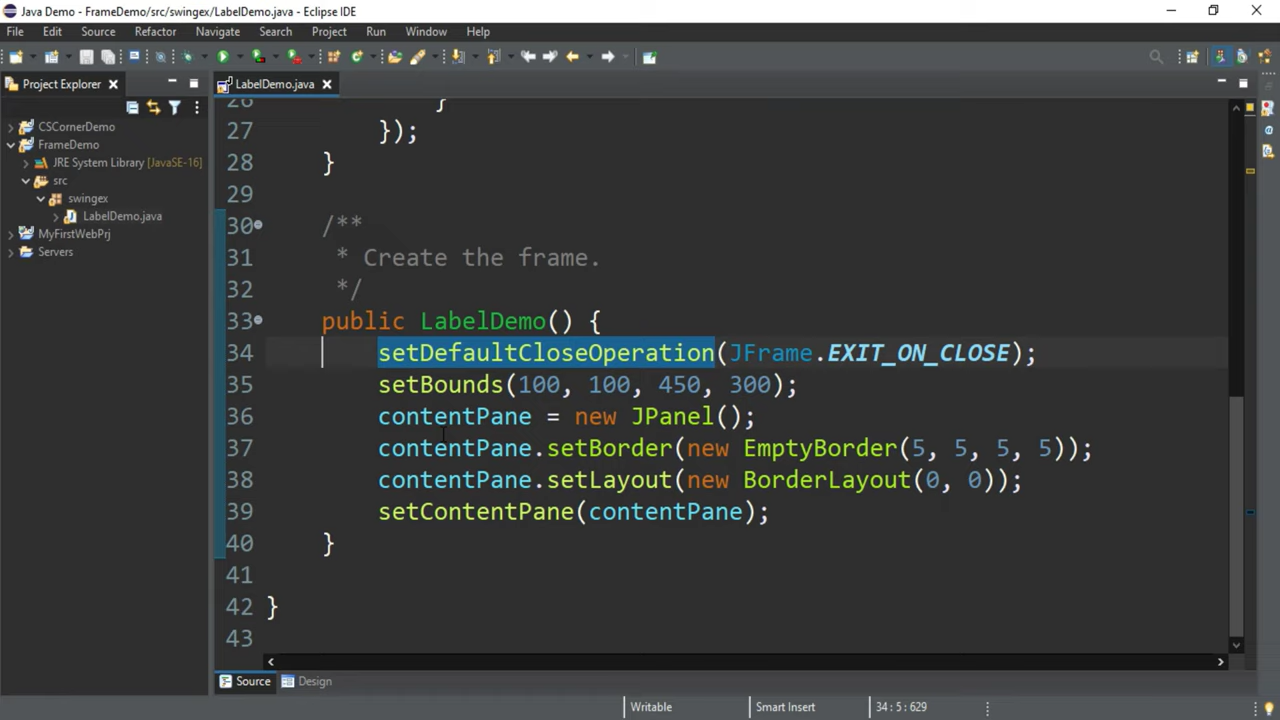 Java Demo - FrameDemo/src/swingex/LabelDemo.java - Eclipse IDE
File Edit Source Refactor Navigate Search Project Run Window Help
Project Explorer
LabelDemo.java
CSCornerDemo
FrameDemo
JRE System Library [JavaSE-16]
src
swingex
LabelDemo.java
MyFirstWebPrj
Servers
26 }
27 });
28 }
29
30 /**
31 * Create the frame.
32 */
33 public LabelDemo() {
34 setDefaultCloseOperation(JFrame.EXIT_ON_CLOSE);
35 setBounds(100, 100, 450, 300);
36 contentPane = new JPanel();
37 contentPane.setBorder(new EmptyBorder(5, 5, 5, 5));
38 contentPane.setLayout(new BorderLayout(0, 0));
39 setContentPane(contentPane);
40 }
41
42 }
43
Source Design
Writable Smart Insert 34 : 5 : 629